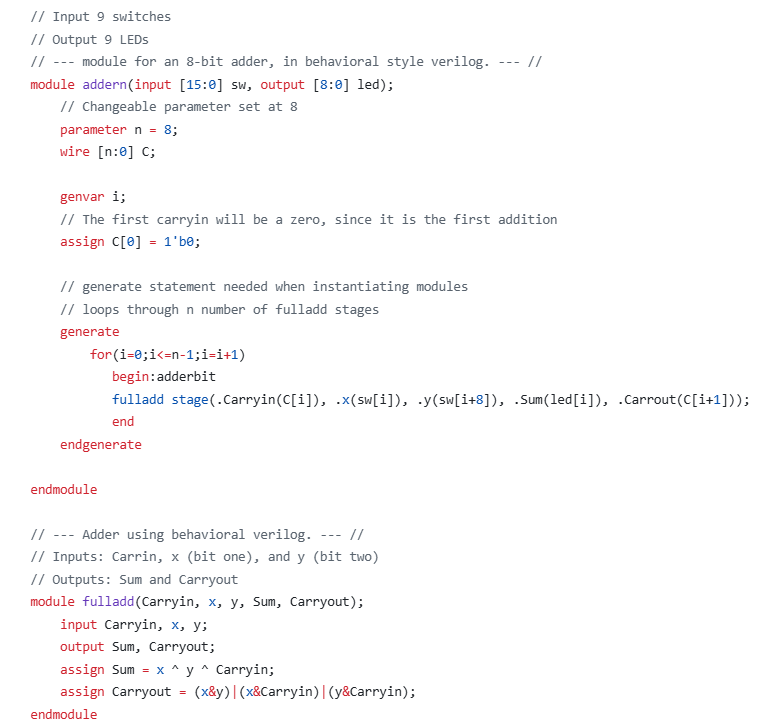 // Input 9 switches
// Output 9 LEDs
// --- module for an 8-bit adder, in behavioral style verilog. --- //
module addern(input [15:0] sw, output [8:0] led);
    // Changeable parameter set at 8
    parameter n = 8;
    wire [n:0] C;

    genvar i;
    // The first carryin will be a zero, since it is the first addition
    assign C[0] = 1'b0;

    // generate statement needed when instantiating modules
    // loops through n number of fulladd stages
    generate
        for(i=0;i<=n-1;i=i+1)
           begin:adderbit
           fulladd stage(.Carryin(C[i]), .x(sw[i]), .y(sw[i+8]), .Sum(led[i]), .Carrout(C[i+1]));
           end
    endgenerate

endmodule

// --- Adder using behavioral verilog. --- //
// Inputs: Carrin, x (bit one), and y (bit two)
// Outputs: Sum and Carryout
module fulladd(Carryin, x, y, Sum, Carryout);
    input Carryin, x, y;
    output Sum, Carryout;
    assign Sum = x ^ y ^ Carryin;
    assign Carryout = (x&y)|(x&Carryin)|(y&Carryin);
endmodule